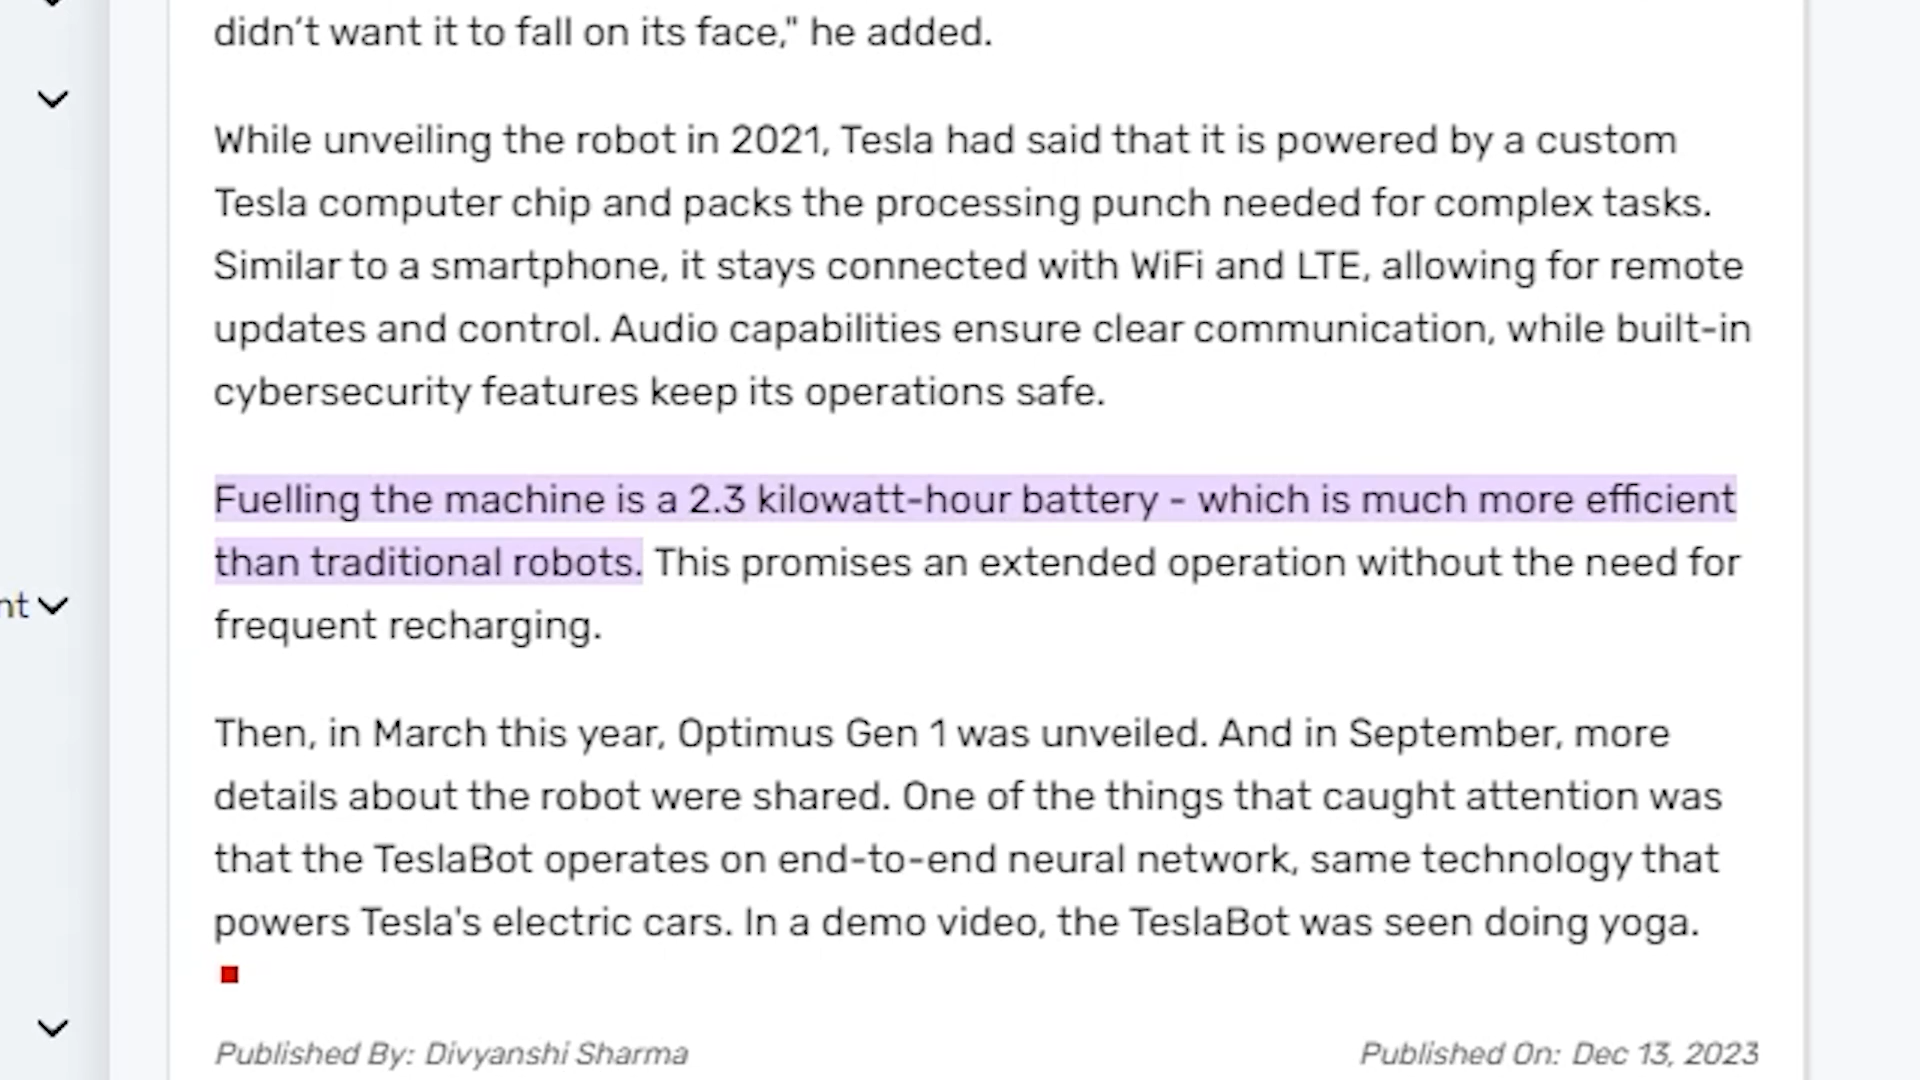 didn’t want it to fall on its face," he added.
While unveiling the robot in 2021, Tesla had said that it is powered by a custom
Tesla computer chip and packs the processing punch needed for complex tasks.
Similar to a smartphone, it stays connected with WiFi and LTE, allowing for remote
updates and control. Audio capabilities ensure clear communication, while built-in
cybersecurity features keep its operations safe.
Fuelling the machine is a 2.3 kilowatt-hour battery - which is much more efficient
than traditional robots. This promises an extended operation without the need for
nt
frequent recharging.
Then, in March this year, Optimus Gen 1 was unveiled. And in September, more
details about the robot were shared. One of the things that caught attention was
that the TeslaBot operates on end-to-end neural network, same technology that
powers Tesla's electric cars. In a demo video, the TeslaBot was seen doing yoga.
Published By: Divyanshi Sharma
Published On: Dec 13, 2023